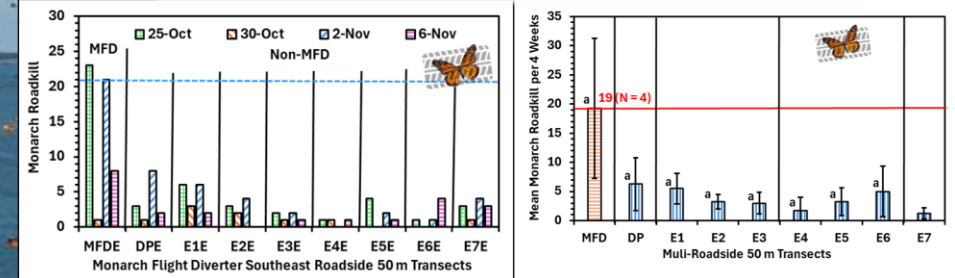 30
25
20
15
10
5
0
Monarch Roadkill
25-Oct 30-Oct 2-Nov 6-Nov
MFD
Non-MFD
MFDE DPE E1E E2E E3E E4E E5E E6E E7E
Monarch Flight Diverter Southeast Roadside 50 m Transects
35
30
25
20
15
10
5
0
Mean Monarch Roadkill per 4 Weeks
a 19 (N = 4)
a a a a a a a
MFD DP E1 E2 E3 E4 E5 E6 E7
Muli-Roadside 50 m Transects